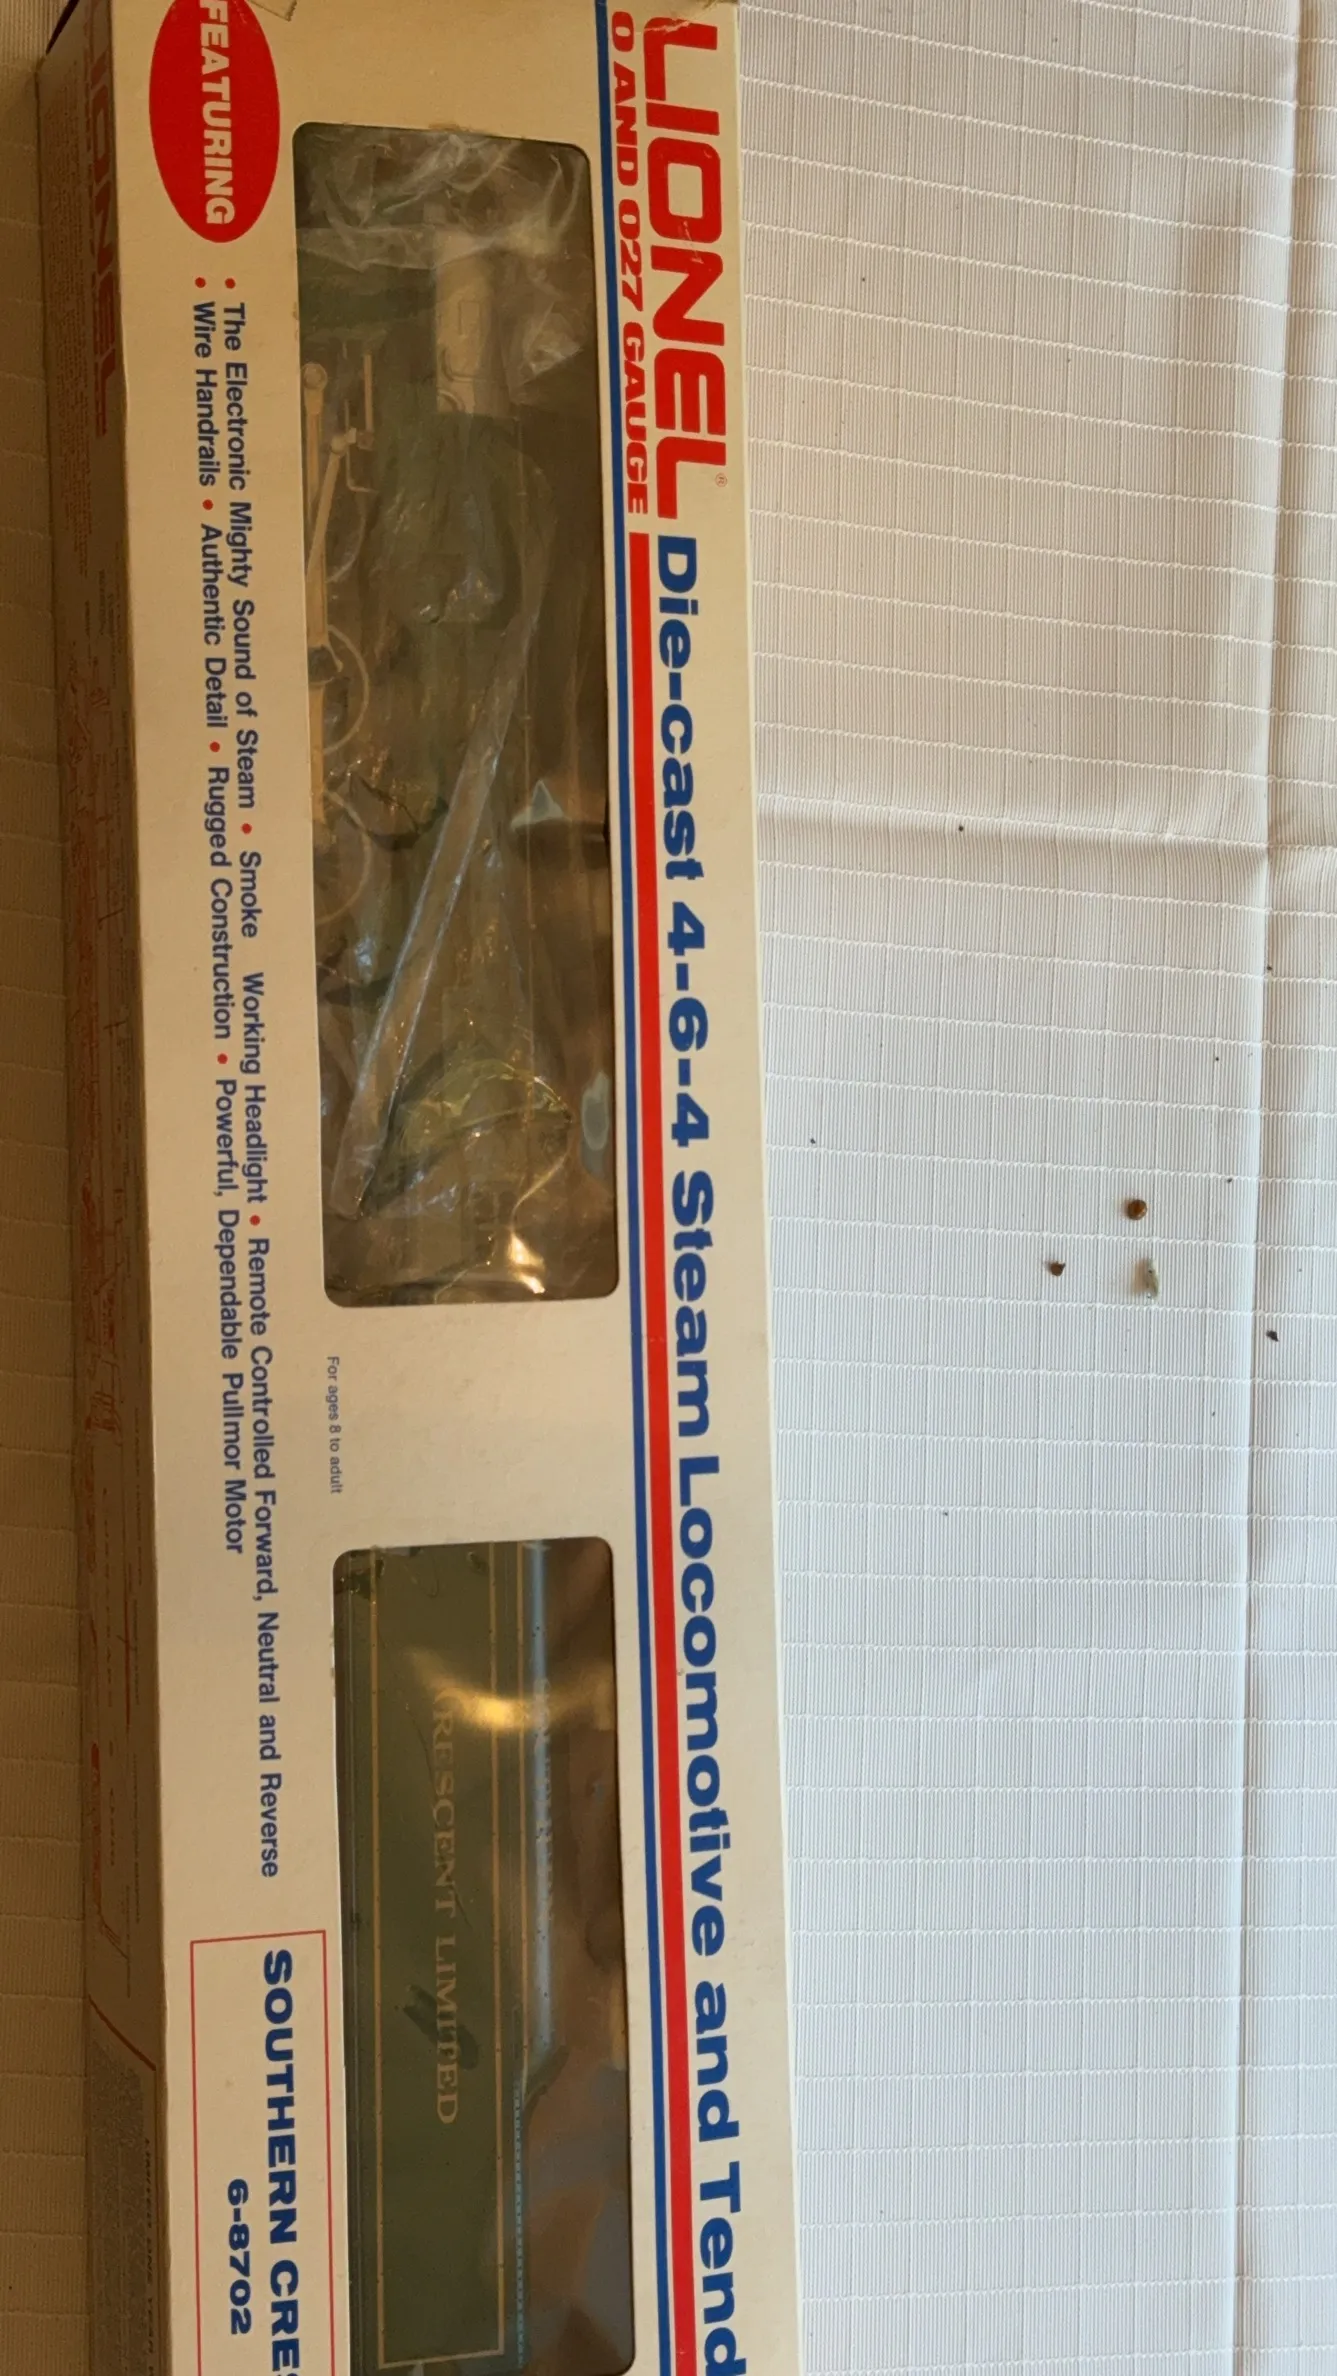 LIONEL®
O AND 027 GAUGE
Die-cast 4-6-4 Steam Locomotive and Tend
For ages 8 to adult
CRESCENT LIMITED
FEATURING
• The Electronic Mighty Sound of Steam • Smoke Working Headlight • Remote Controlled Forward, Neutral and Reverse
• Wire Handrails • Authentic Detail • Rugged Construction • Powerful, Dependable Pullmor Motor
SOUTHERN CRES
6-8702
LIONEL